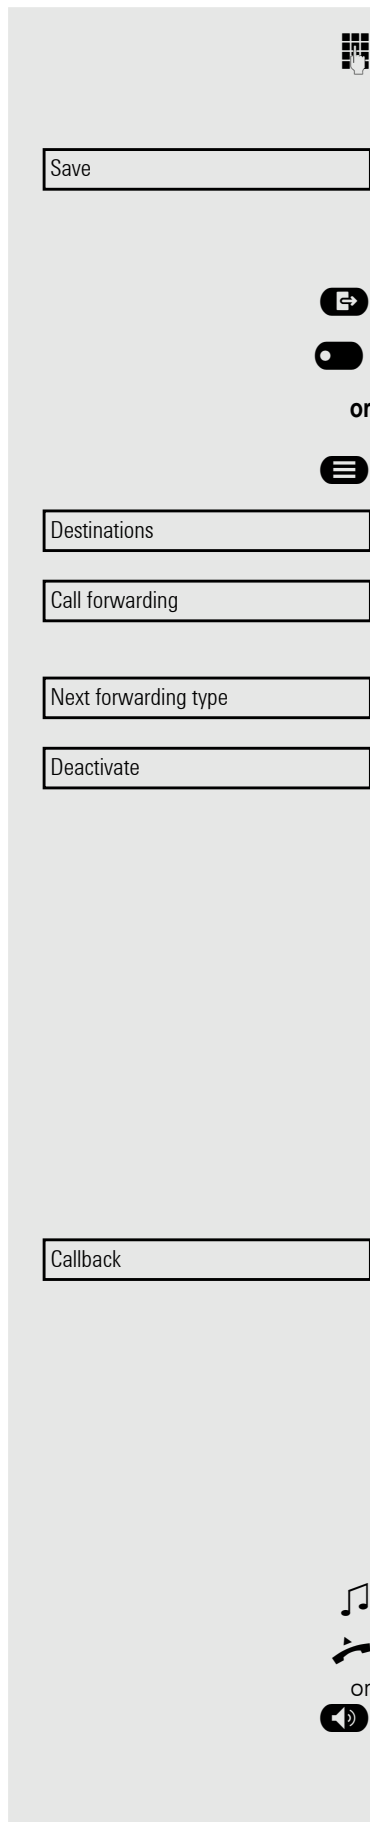 Save
or
Destinations
Call forwarding
Next forwarding type
Deactivate
Callback
or